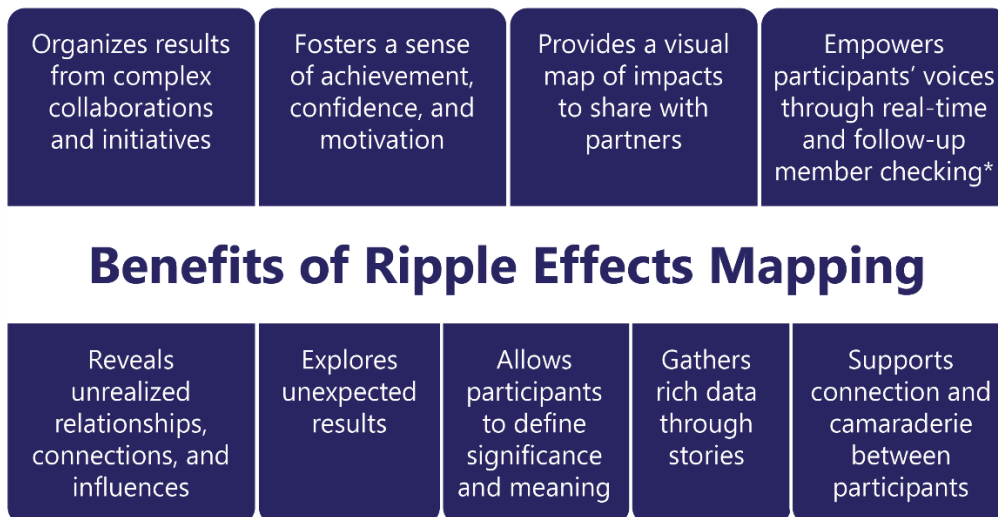 Organizes results
from complex
collaborations
and initiatives
Fosters a sense
of achievement,
confidence, and
motivation
Provides a visual
map of impacts
to share with
partners
Empowers
participants’ voices
through real-time
and follow-up
member checking*
Benefits of Ripple Effects Mapping
Reveals
unrealized
relationships,
connections, and
influences
Explores
unexpected
results
Allows
participants
to define
significance
and meaning
Gathers
rich data
through
stories
Supports
connection and
camaraderie
between
participants